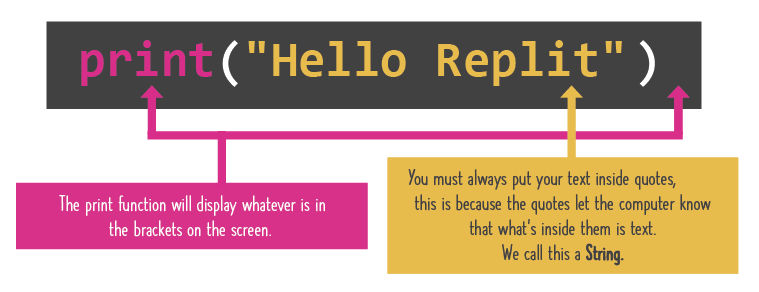 print("Hello Replit")
The print function will display whatever is in
the brackets on the screen.
You must always put your text inside quotes,
this is because the quotes let the computer know
that what's inside them is text.
We call this a String.